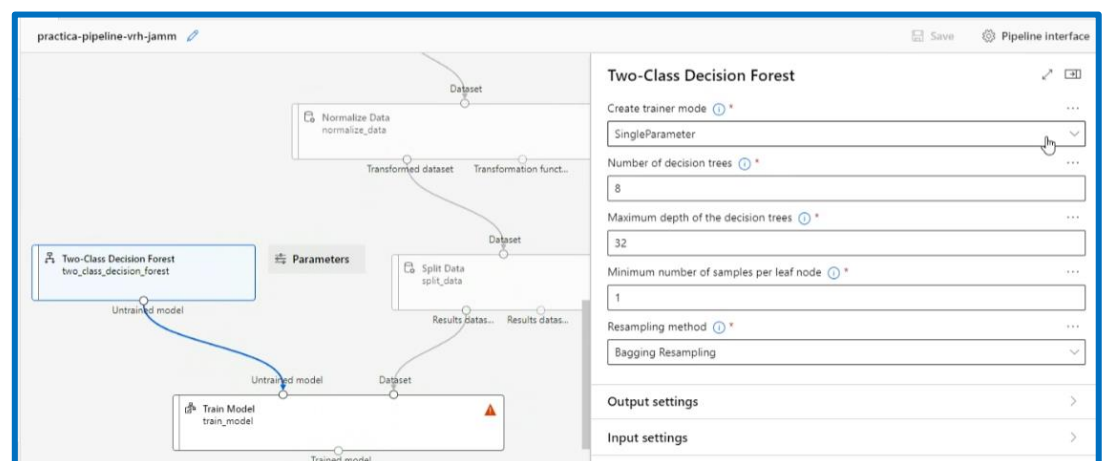 practica-pipeline-vrh-jamm
Save
Pipeline interface
Dataset
Normalize Data
normalize_data
Transformed dataset
Transformation funct...
Dataset
Two-Class Decision Forest
two_class_decision_forest
Parameters
Split Data
split_data
Untrained model
Results datas...
Results datas...
Untrained model
Dataset
Train Model
train_model
Trained model
Two-Class Decision Forest
Create trainer mode *
SingleParameter
Number of decision trees *
8
Maximum depth of the decision trees *
32
Minimum number of samples per leaf node *
1
Resampling method *
Bagging Resampling
Output settings
Input settings